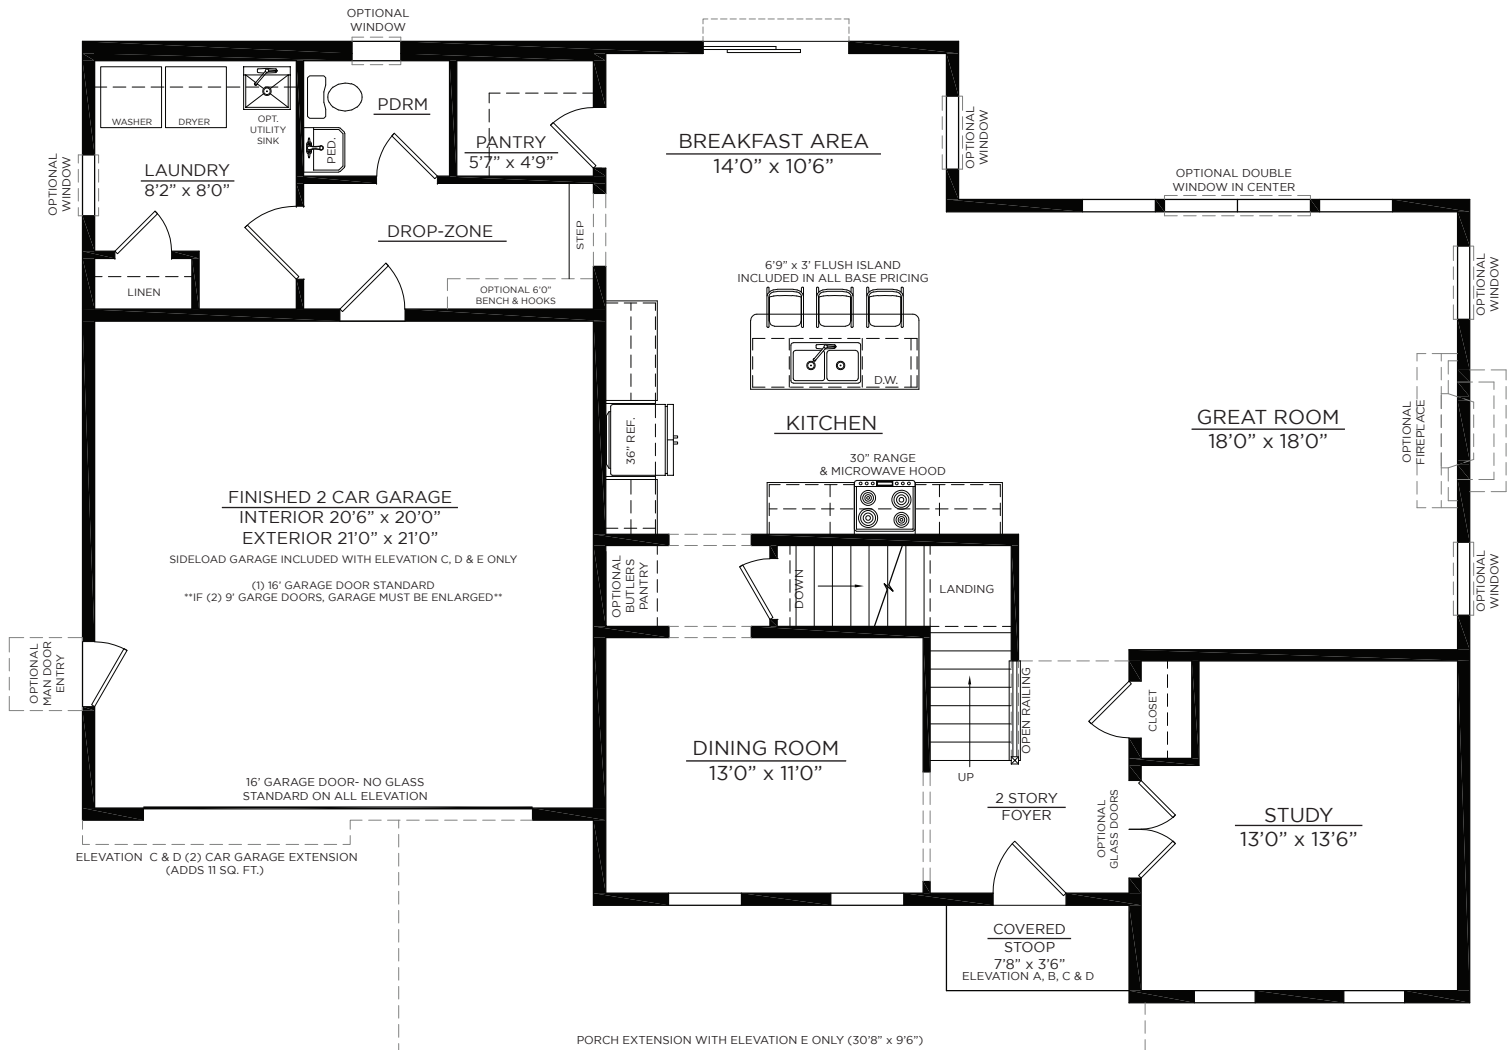 OPTIONAL
WINDOW
WASHER
DRYER
OPT.
UTILITY
SINK
PDRM
PED.
PANTRY
5'7" x 4'9"
BREAKFAST AREA
14'0" x 10'6"
OPTIONAL
WINDOW
OPTIONAL
WINDOW
LAUNDRY
8'2" x 8'0"
OPTIONAL DOUBLE
WINDOW IN CENTER
DROP-ZONE
STEP
LINEN
OPTIONAL 6'0"
BENCH & HOOKS
6'9" x 3' FLUSH ISLAND
INCLUDED IN ALL BASE PRICING
OPTIONAL
WINDOW
D.W.
KITCHEN
36" REF.
30" RANGE
& MICROWAVE HOOD
GREAT ROOM
18'0" x 18'0"
OPTIONAL
FIREPLACE
FINISHED 2 CAR GARAGE
INTERIOR 20'6" x 20'0"
EXTERIOR 21'0" x 21'0"
SIDELOAD GARAGE INCLUDED WITH ELEVATION C, D & E ONLY
(1) 16' GARAGE DOOR STANDARD
**IF (2) 9' GARGE DOORS, GARAGE MUST BE ENLARGED**
OPTIONAL
BUTLERS
PANTRY
DOWN
LANDING
OPTIONAL
WINDOW
OPTIONAL
MAN DOOR
ENTRY
OPEN RAILING
CLOSET
DINING ROOM
13'0" x 11'0"
UP
16' GARAGE DOOR- NO GLASS
STANDARD ON ALL ELEVATION
2 STORY
FOYER
OPTIONAL
GLASS DOORS
STUDY
13'0" x 13'6"
ELEVATION C & D (2) CAR GARAGE EXTENSION
(ADDS 11 SQ. FT.)
COVERED
STOOP
7'8" x 3'6"
ELEVATION A, B, C & D
PORCH EXTENSION WITH ELEVATION E ONLY (30'8" x 9'6")